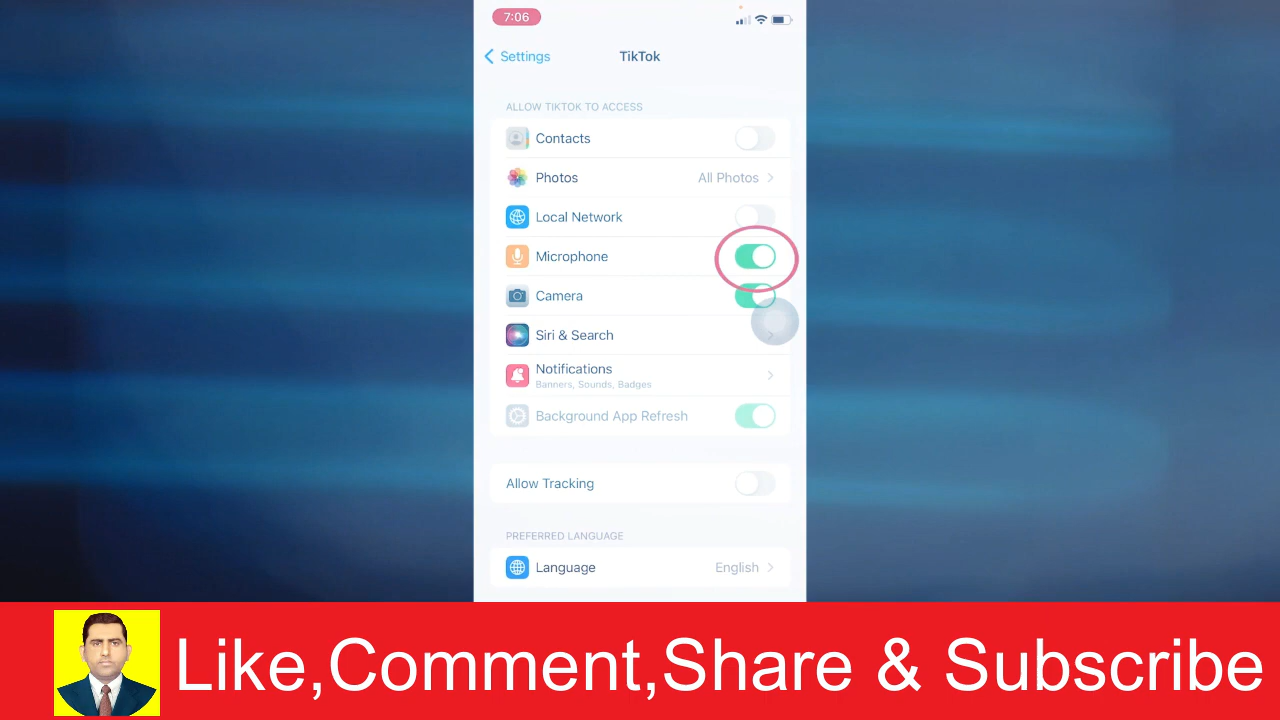 7:06
Settings
TikTok
ALLOW TIKTOK TO ACCESS
Contacts
Photos All Photos
Local Network
Microphone
Camera
Siri & Search
Notifications
Banners, Sounds, Badges
Background App Refresh
Allow Tracking
PREFERRED LANGUAGE
Language English
Like,Comment,Share & Subscribe